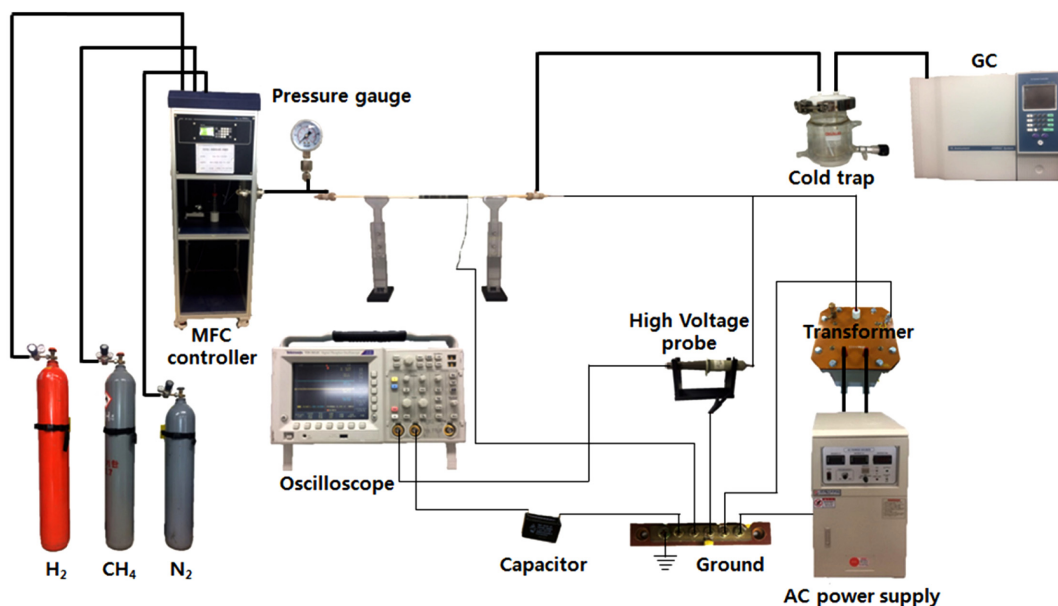 GC
Pressure gauge
Cold trap
MFC
controller
High Voltage
probe
Transformer
Oscilloscope
Capacitor
Ground
H₂
CH₄
N₂
AC power supply